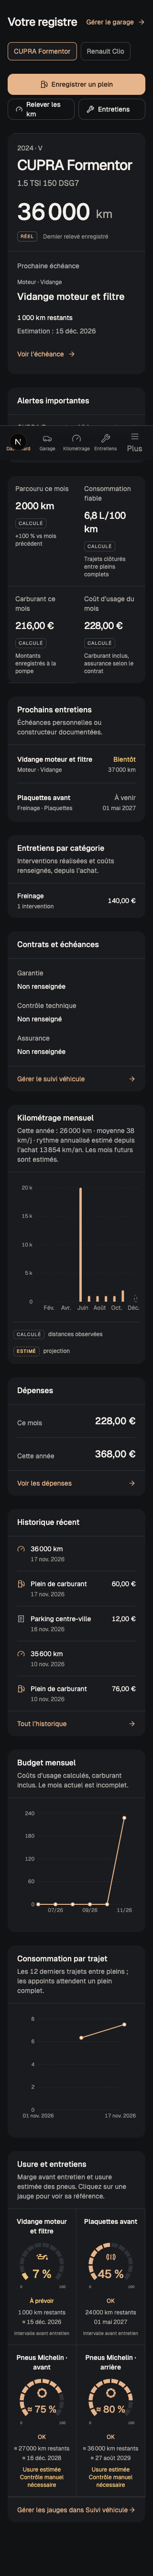 Votre registre
Gérer le garage →
CUPRA Formentor
Renault Clio
Enregistrer un plein
Relever les km
Entretiens
2024 · V
CUPRA Formentor
1.5 TSI 150 DSG7
36 000 km
RÉEL Dernier relevé enregistré
Prochaine échéance
Moteur · Vidange
Vidange moteur et filtre
1 000 km restants
Estimation : 15 déc. 2026
Voir l'échéance →
Alertes importantes
Garage
Kilométrage
Entretiens
Plus
Parcouru ce mois
2 000 km
CALCULÉ
+100 % vs mois précédent
Consommation fiable
6,8 L/100 km
CALCULÉ
Trajets clôturés entre pleins complets
Carburant ce mois
216,00 €
CALCULÉ
Montants enregistrés à la pompe
Coût d'usage du mois
228,00 €
CALCULÉ
Carburant inclus, assurance selon le contrat
Prochains entretiens
Échéances personnelles ou constructeur documentées.
Vidange moteur et filtre
Bientôt
Moteur · Vidange
37 000 km
Plaquettes avant
À venir
Freinage · Plaquettes
01 mai 2027
Entretiens par catégorie
Interventions réalisées et coûts renseignés, depuis l'achat.
Freinage
140,00 €
1 intervention
Contrats et échéances
Garantie
Non renseignée
Contrôle technique
Non renseigné
Assurance
Non renseignée
Gérer le suivi véhicule →
Kilométrage mensuel
Cette année : 26 000 km · moyenne 38 km/j · rythme annualisé estimé depuis l'achat 13 854 km/an. Les mois futurs sont estimés.
20 k
15 k
10 k
5 k
0
Fév. Avr. Juin Août Oct. Déc.
CALCULÉ distances observées
ESTIMÉ projection
Dépenses
Ce mois
228,00 €
Cette année
368,00 €
Voir les dépenses →
Historique récent
36 000 km
17 nov. 2026
Plein de carburant
60,00 €
17 nov. 2026
Parking centre-ville
12,00 €
16 nov. 2026
35 600 km
10 nov. 2026
Plein de carburant
76,00 €
10 nov. 2026
Tout l'historique →
Budget mensuel
Coûts d'usage calculés, carburant inclus. Le mois actuel est incomplet.
240
180
120
60
0
07/26 09/26 11/26
Consommation par trajet
Les 12 derniers trajets entre pleins ; les appoints attendent un plein complet.
8
6
4
2
0
01 nov. 2026
17 nov. 2026
Usure et entretiens
Marge avant entretien et usure estimée des pneus. Cliquez sur une jauge pour voir sa référence.
Vidange moteur et filtre
7 %
0 100
À prévoir
1 000 km restants
≈ 15 déc. 2026
Intervalle avant entretien
Plaquettes avant
45 %
0 100
OK
24 000 km restants
01 mai 2027
Intervalle avant entretien
Pneus Michelin · avant
≈ 75 %
0 100
OK
≈ 27 000 km restants
≈ 16 déc. 2028
Usure estimée
Contrôle manuel nécessaire
Pneus Michelin · arrière
≈ 80 %
0 100
OK
≈ 36 000 km restants
≈ 27 août 2029
Usure estimée
Contrôle manuel nécessaire
Gérer les jauges dans Suivi véhicule →